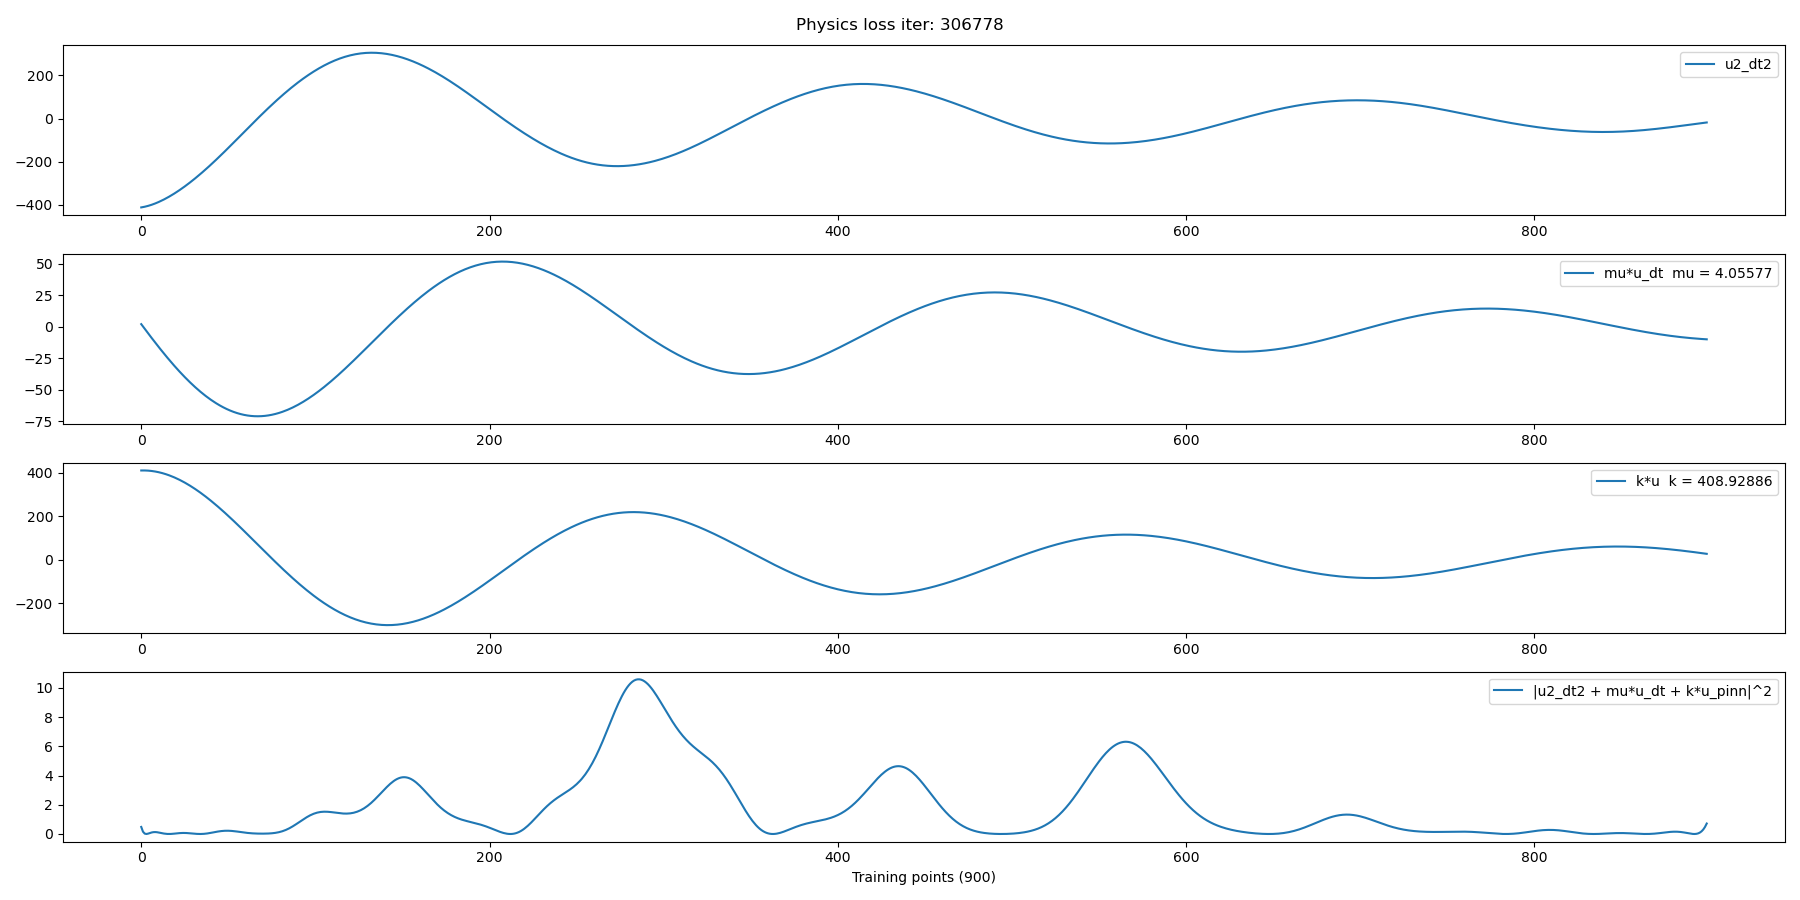 Physics loss iter: 306778
u2_dt2
200
0
−200
−400
0 200 400 600 800
mu*u_dt  mu = 4.05577
50
25
0
−25
−50
−75
0 200 400 600 800
k*u  k = 408.92886
400
200
0
−200
0 200 400 600 800
|u2_dt2 + mu*u_dt + k*u_pinn|^2
10
8
6
4
2
0
0 200 400 600 800
Training points (900)